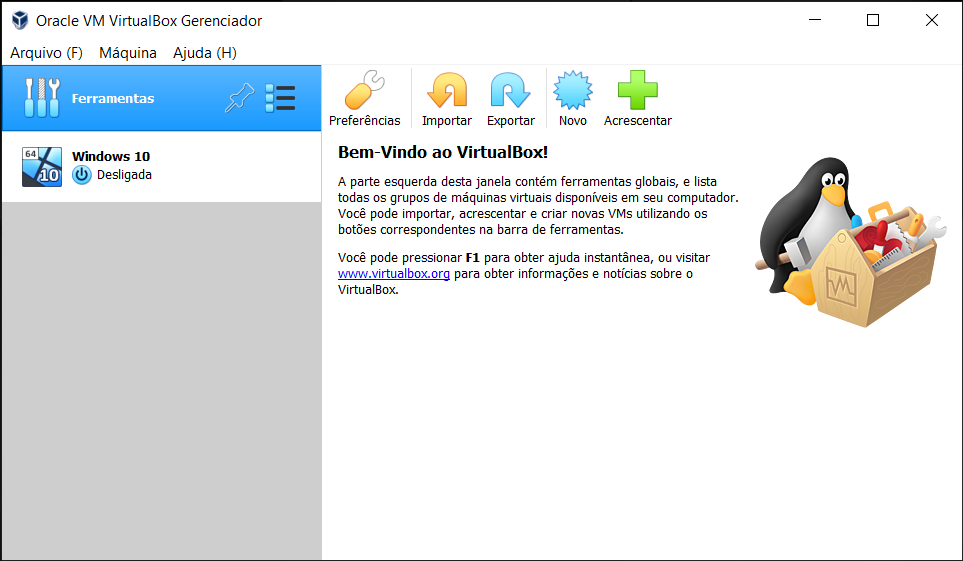 Oracle VM VirtualBox Gerenciador
Arquivo (F) Máquina Ajuda (H)
Ferramentas
64
10
Windows 10
Desligada
Preferências Importar Exportar Novo Acrescentar
Bem-Vindo ao VirtualBox!
A parte esquerda desta janela contém ferramentas globais, e lista
todas os grupos de máquinas virtuais disponíveis em seu computador.
Você pode importar, acrescentar e criar novas VMs utilizando os
botões correspondentes na barra de ferramentas.
Você pode pressionar F1 para obter ajuda instantânea, ou visitar
www.virtualbox.org para obter informações e notícias sobre o
VirtualBox.